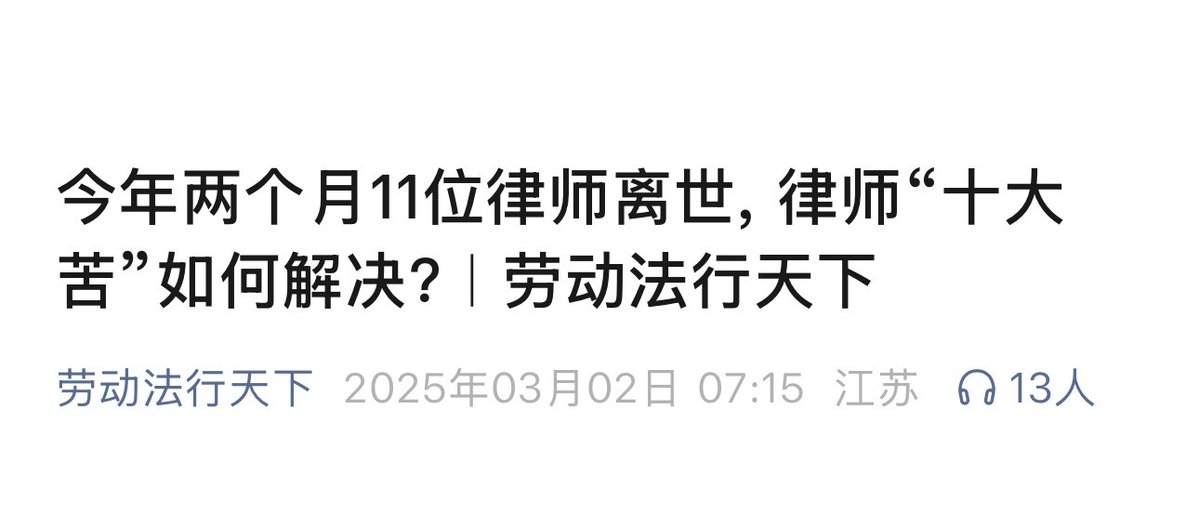 今年两个月11位律师离世，律师“十大
苦”如何解决？｜劳动法行天下
劳动法行天下 2025年03月02日 07:15 江苏 13人